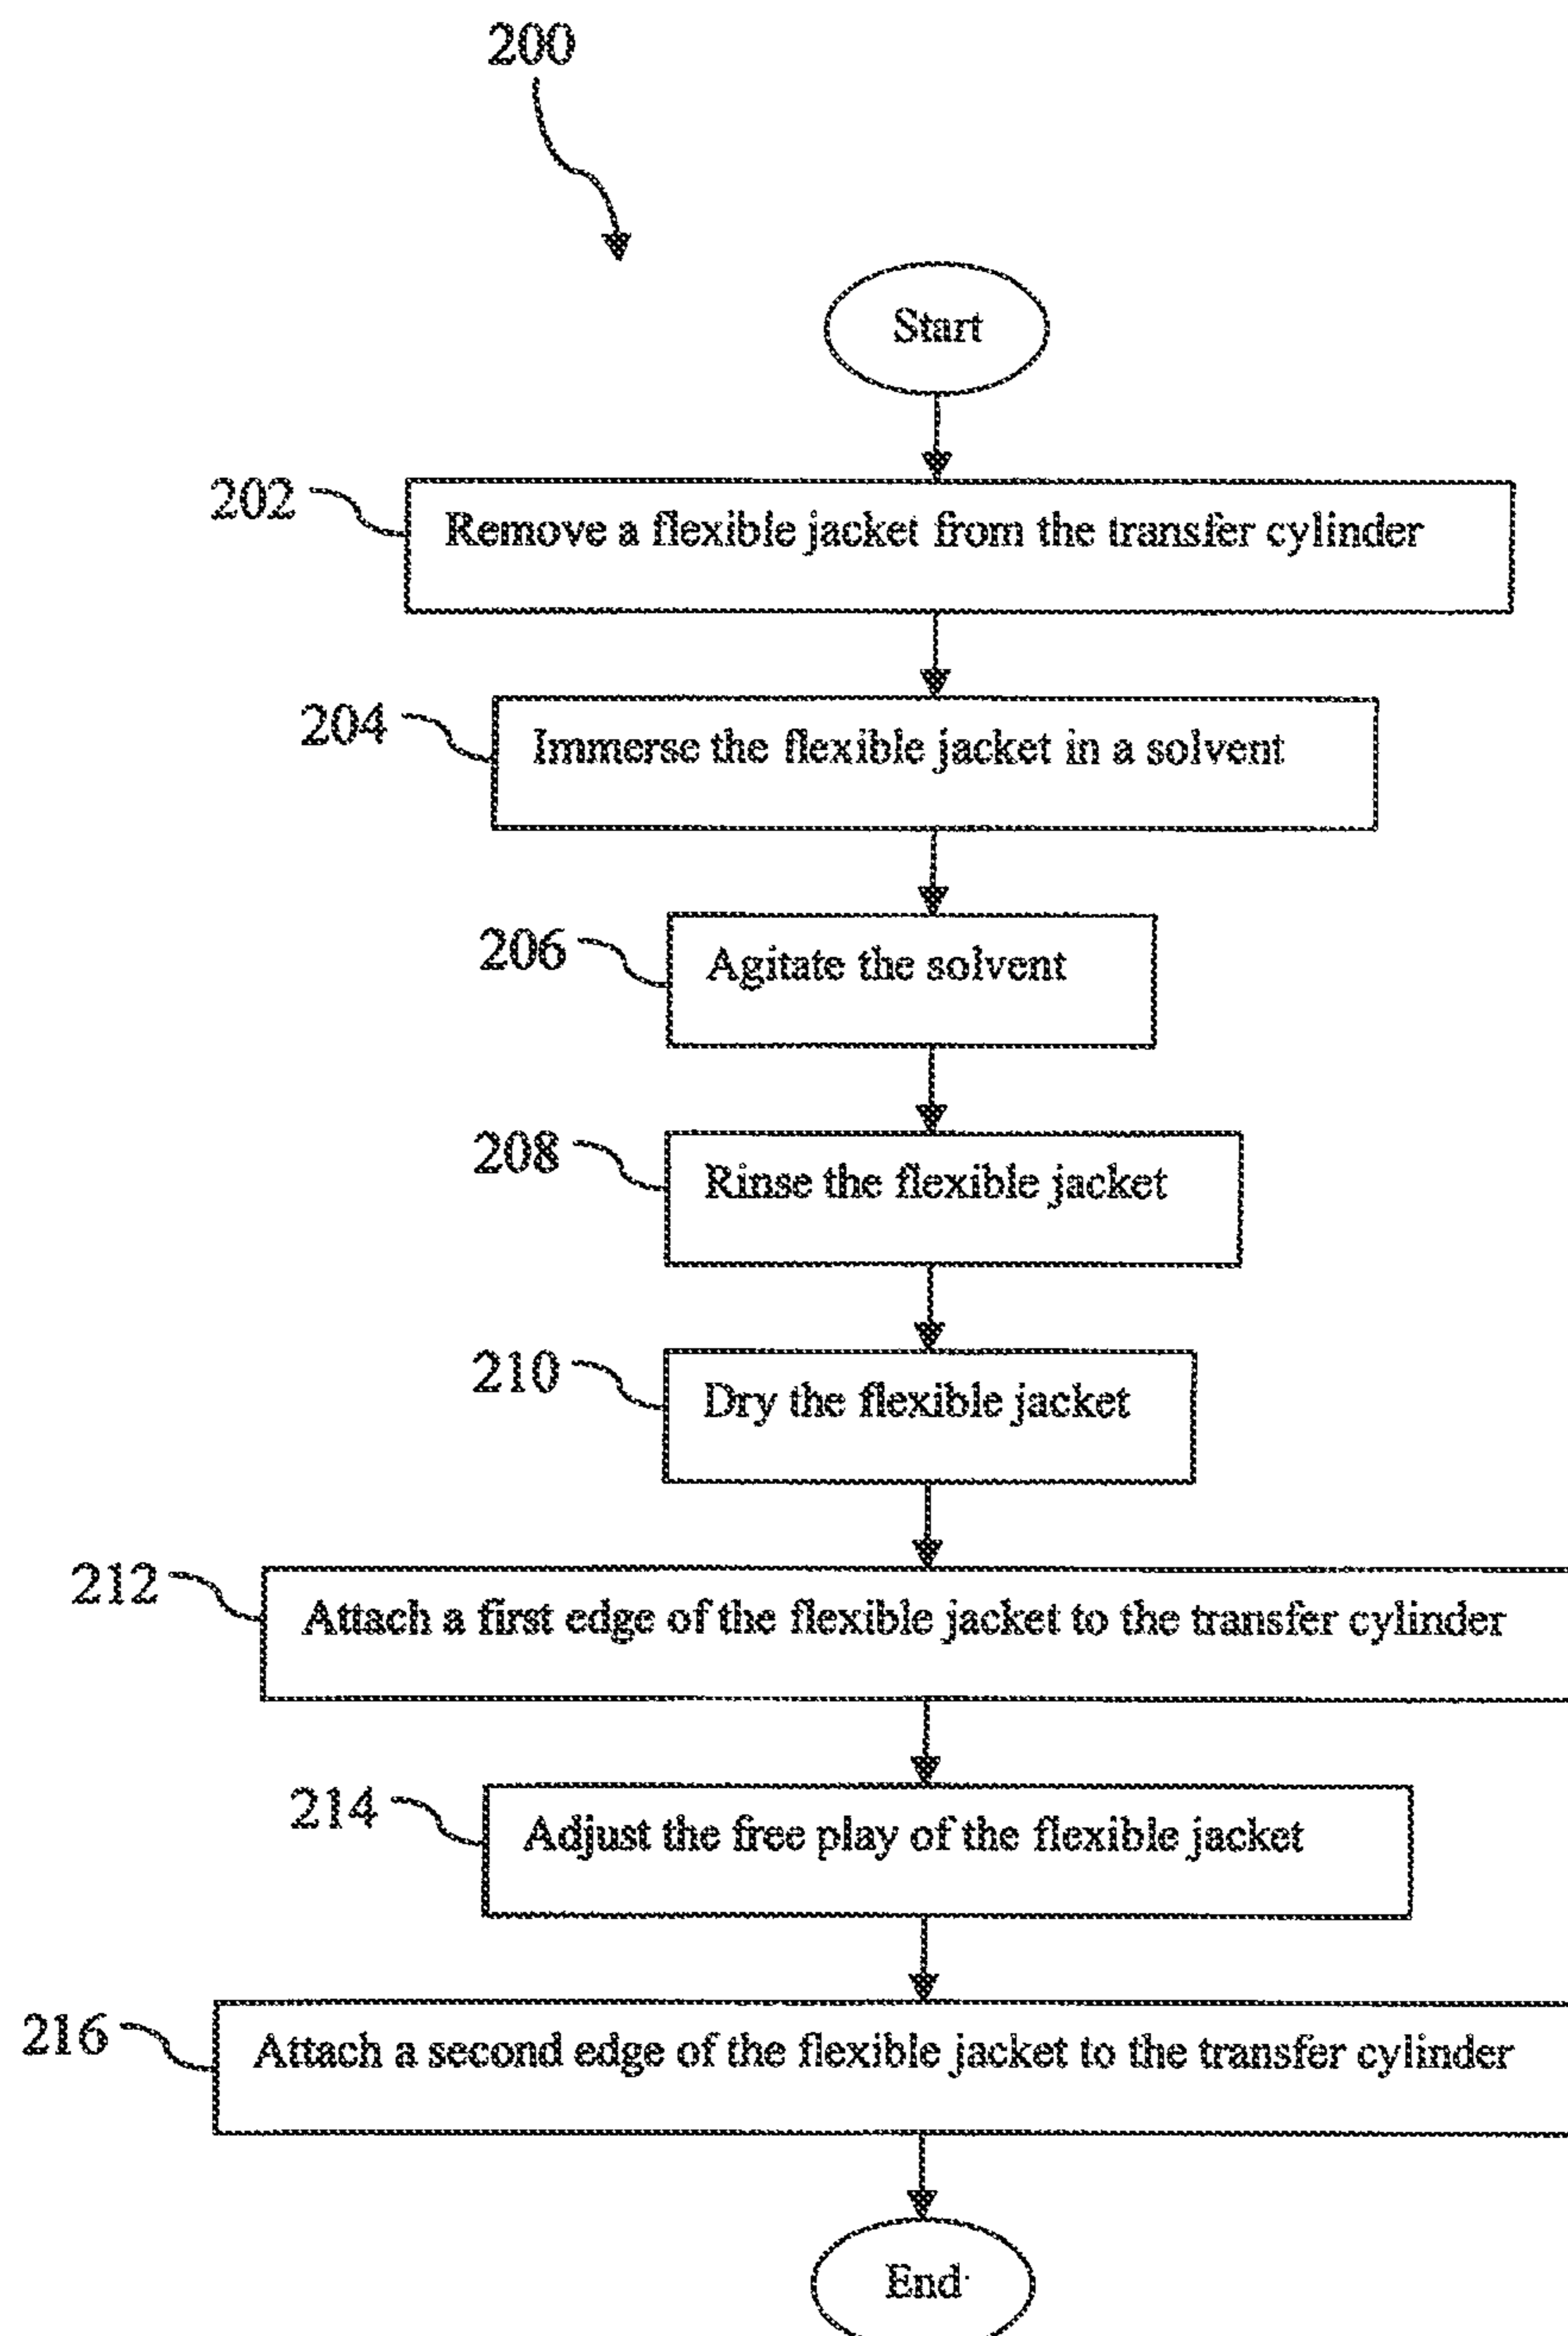 200
Start
202
Remove a flexible jacket from the transfer cylinder
204
Immerse the flexible jacket in a solvent
206
Agitate the solvent
208
Rinse the flexible jacket
210
Dry the flexible jacket
212
Attach a first edge of the flexible jacket to the transfer cylinder
214
Adjust the free play of the flexible jacket
216
Attach a second edge of the flexible jacket to the transfer cylinder
End